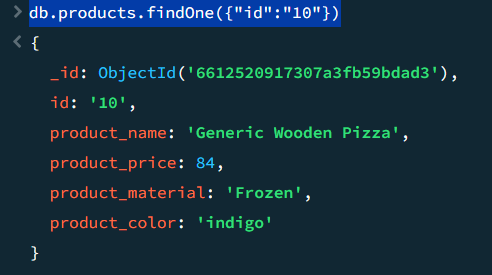 > db.products.findOne({"id":"10"})
< {
_id: ObjectId('6612520917307a3fb59bdad3'),
id: '10',
product_name: 'Generic Wooden Pizza',
product_price: 84,
product_material: 'Frozen',
product_color: 'indigo'
}